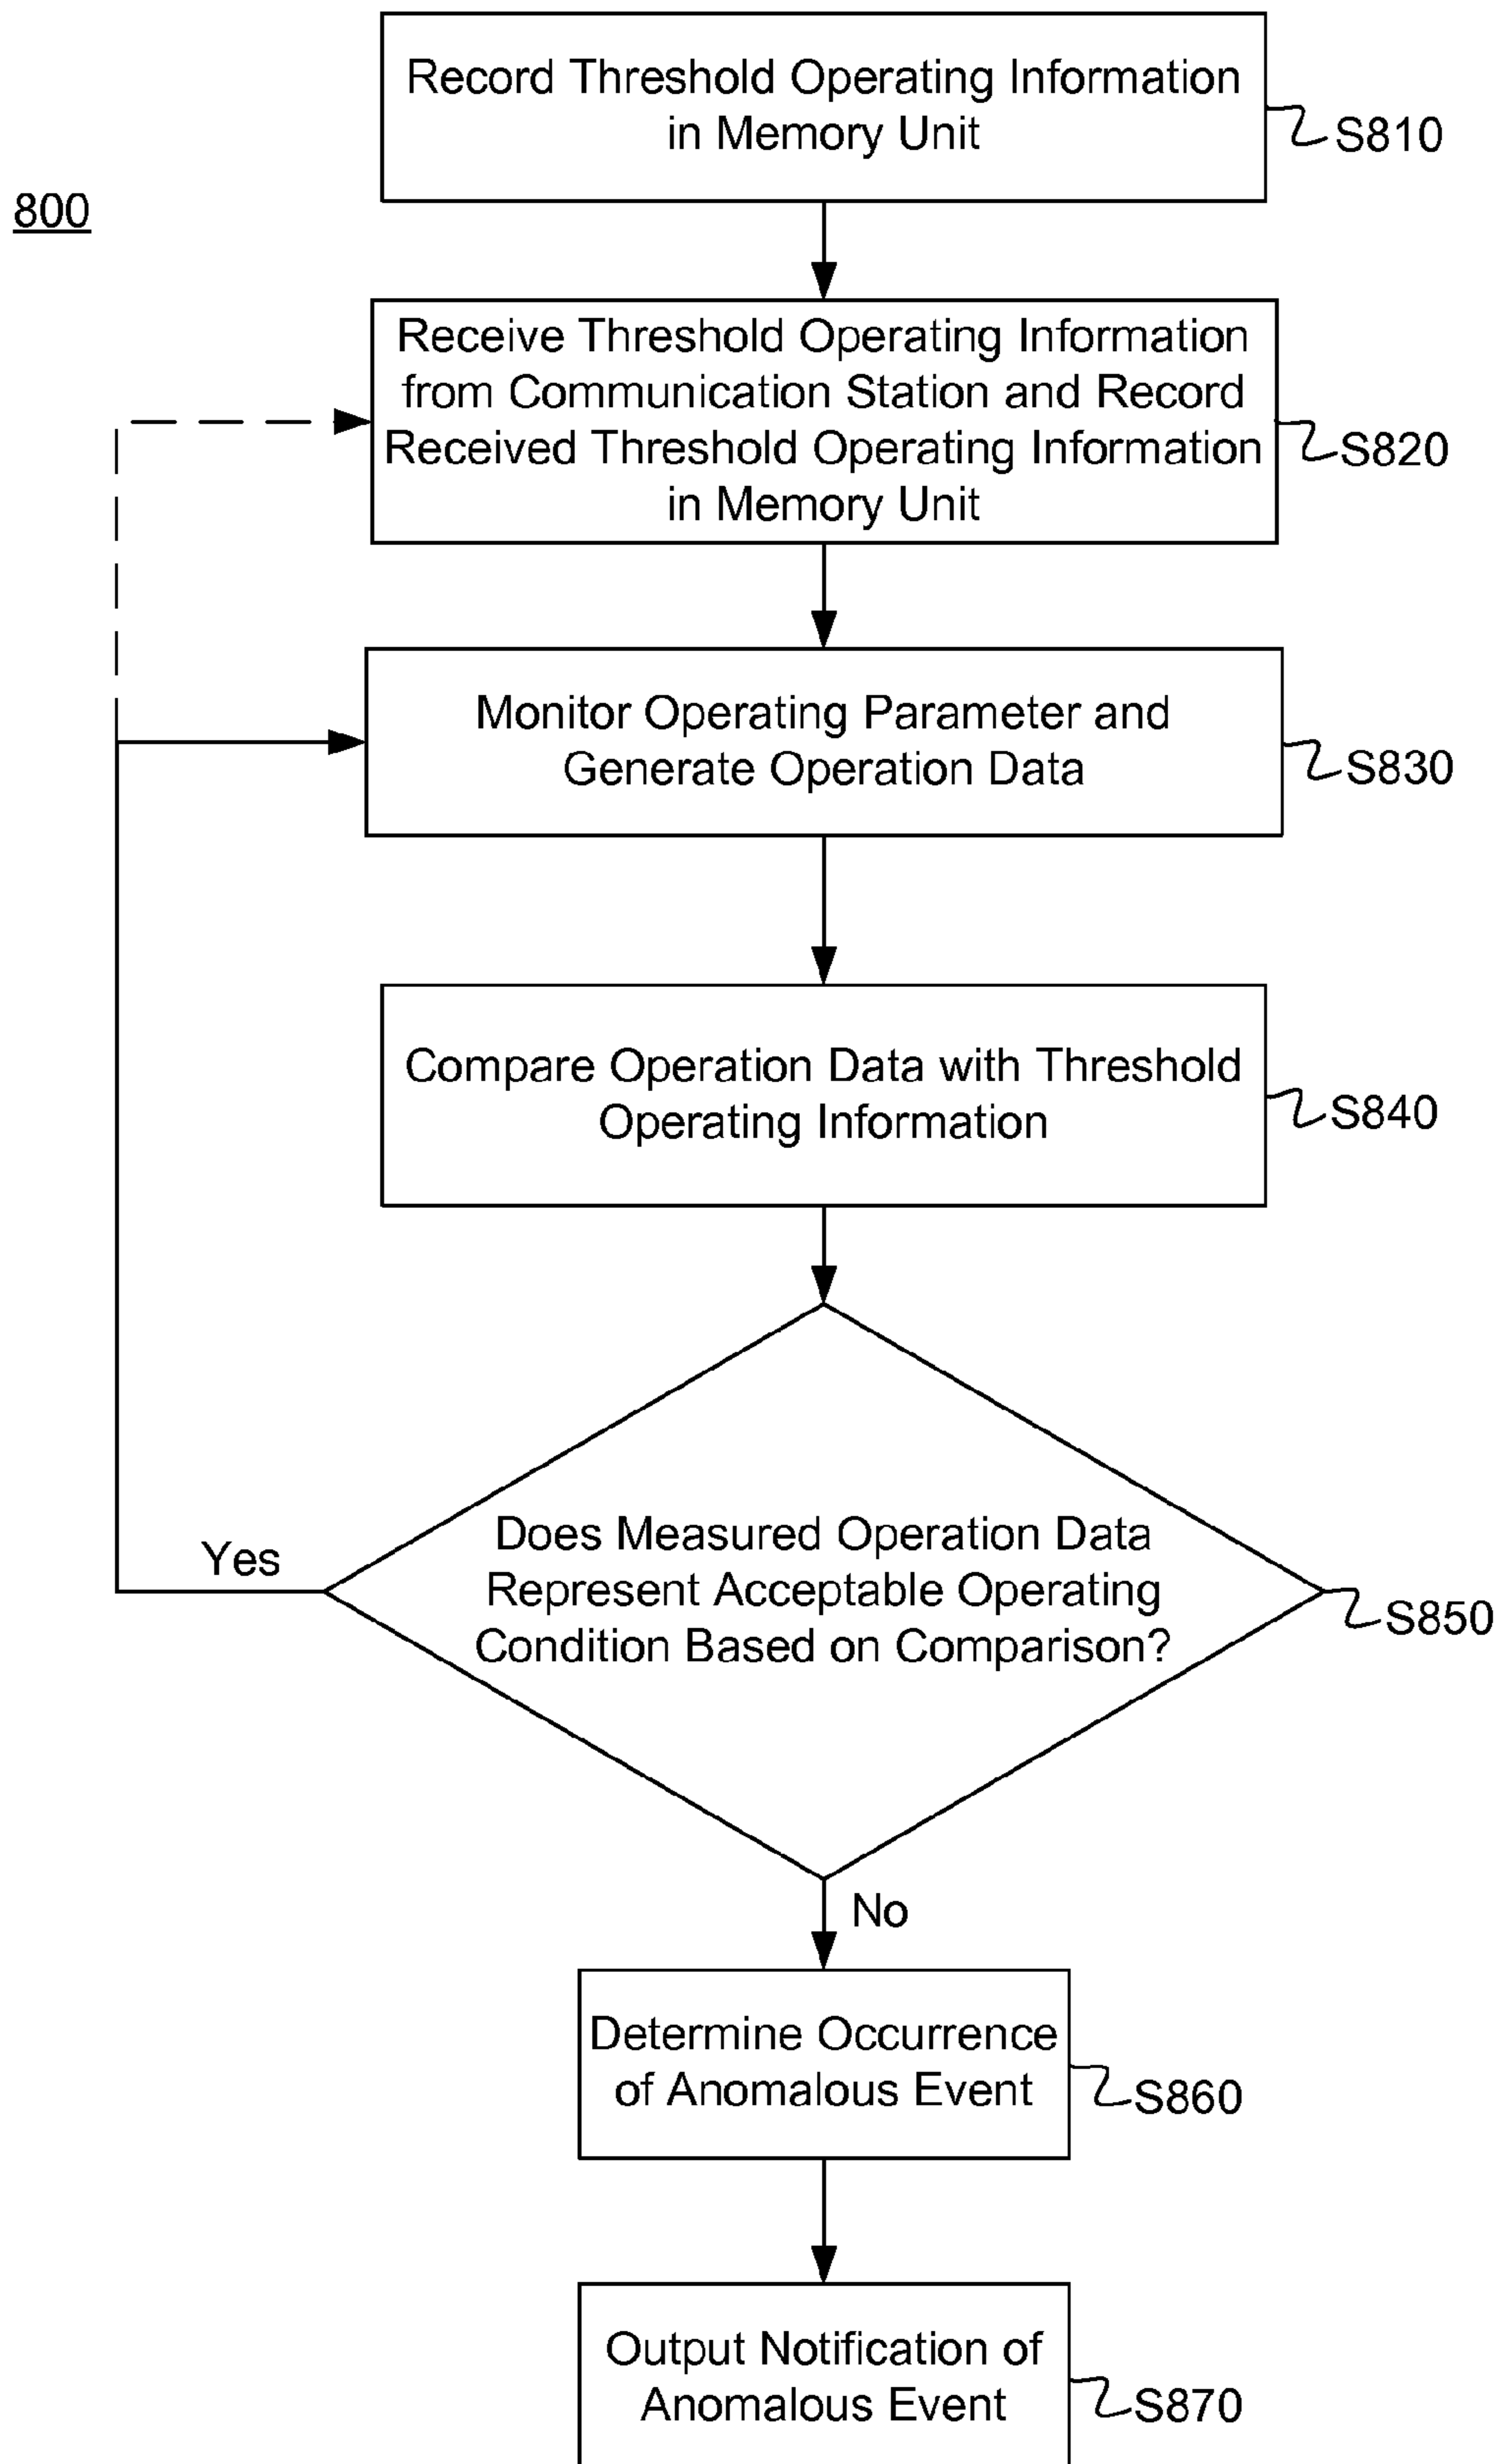 Record Threshold Operating Information
in Memory Unit
S810
800
Receive Threshold Operating Information
from Communication Station and Record
Received Threshold Operating Information
in Memory Unit
S820
Monitor Operating Parameter and
Generate Operation Data
S830
Compare Operation Data with Threshold
Operating Information
S840
Does Measured Operation Data
Represent Acceptable Operating
Condition Based on Comparison?
Yes
S850
No
Determine Occurrence
of Anomalous Event
S860
Output Notification of
Anomalous Event
S870